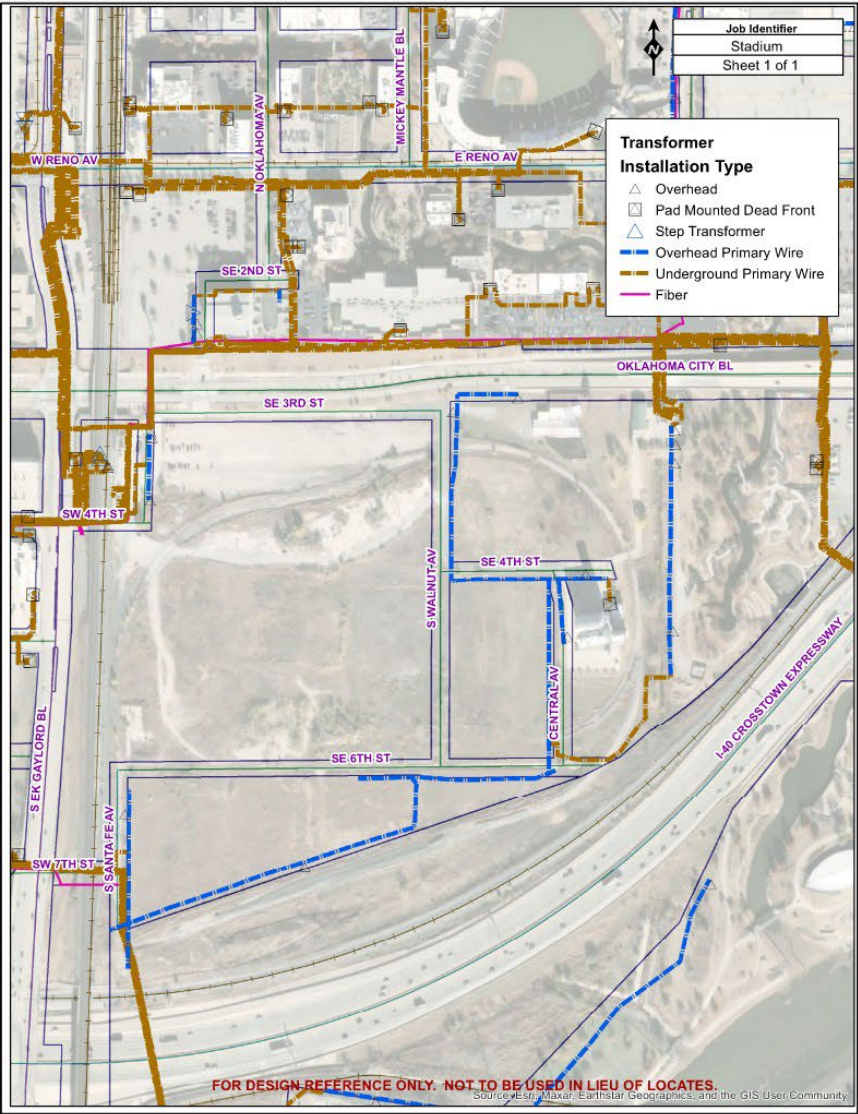 Job Identifier
Stadium
Sheet 1 of 1
N
MICKEY MANTLE BL
N OKLAHOMA AV
W RENO AV
E RENO AV
Transformer
Installation Type
Overhead
Pad Mounted Dead Front
Step Transformer
Overhead Primary Wire
Underground Primary Wire
Fiber
SE 2ND ST
OKLAHOMA CITY BL
SE 3RD ST
SW 4TH ST
SE 4TH ST
S WALNUT AV
CENTRAL AV
I-40 CROSSTOWN EXPRESSWAY
S EK GAYLORD BL
SE 6TH ST
S SANTA FE AV
SW 7TH ST
FOR DESIGN REFERENCE ONLY. NOT TO BE USED IN LIEU OF LOCATES.
Source: Esri, Maxar, Earthstar Geographics, and the GIS User Community